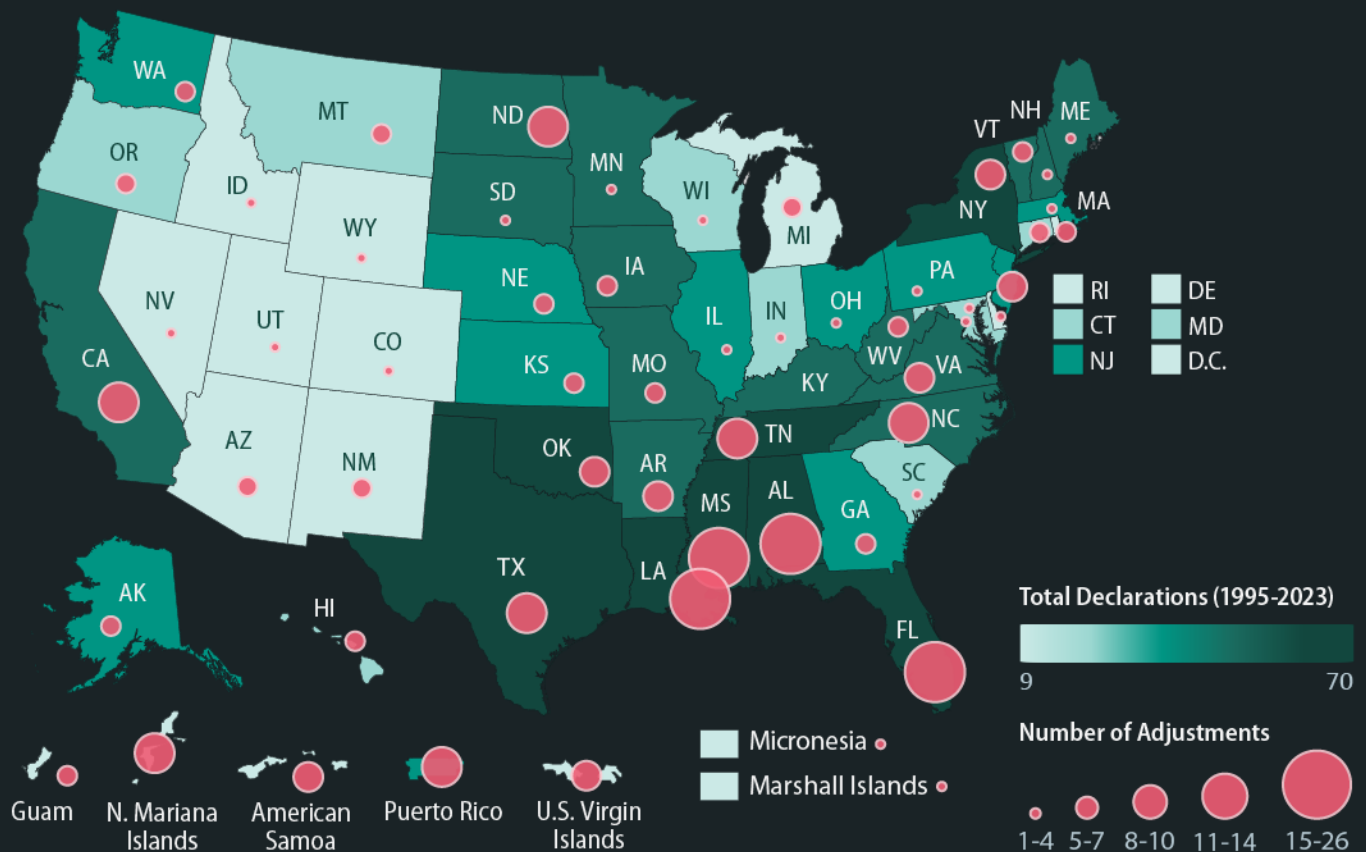 WA
MT
ND
OR
ID
MN
VT
NH
ME
SD
WI
WY
NY
MA
MI
NE
IA
PA
NV
UT
IL
IN
OH
RI
DE
CT
MD
NJ
D.C.
CO
KS
MO
WV
VA
KY
CA
NC
TN
AZ
NM
OK
AR
SC
MS
AL
GA
TX
LA
AK
HI
FL
Total Declarations (1995-2023)
9 70
Micronesia
Marshall Islands
Number of Adjustments
1-4 5-7 8-10 11-14 15-26
Guam
N. Mariana
Islands
American
Samoa
Puerto Rico
U.S. Virgin
Islands